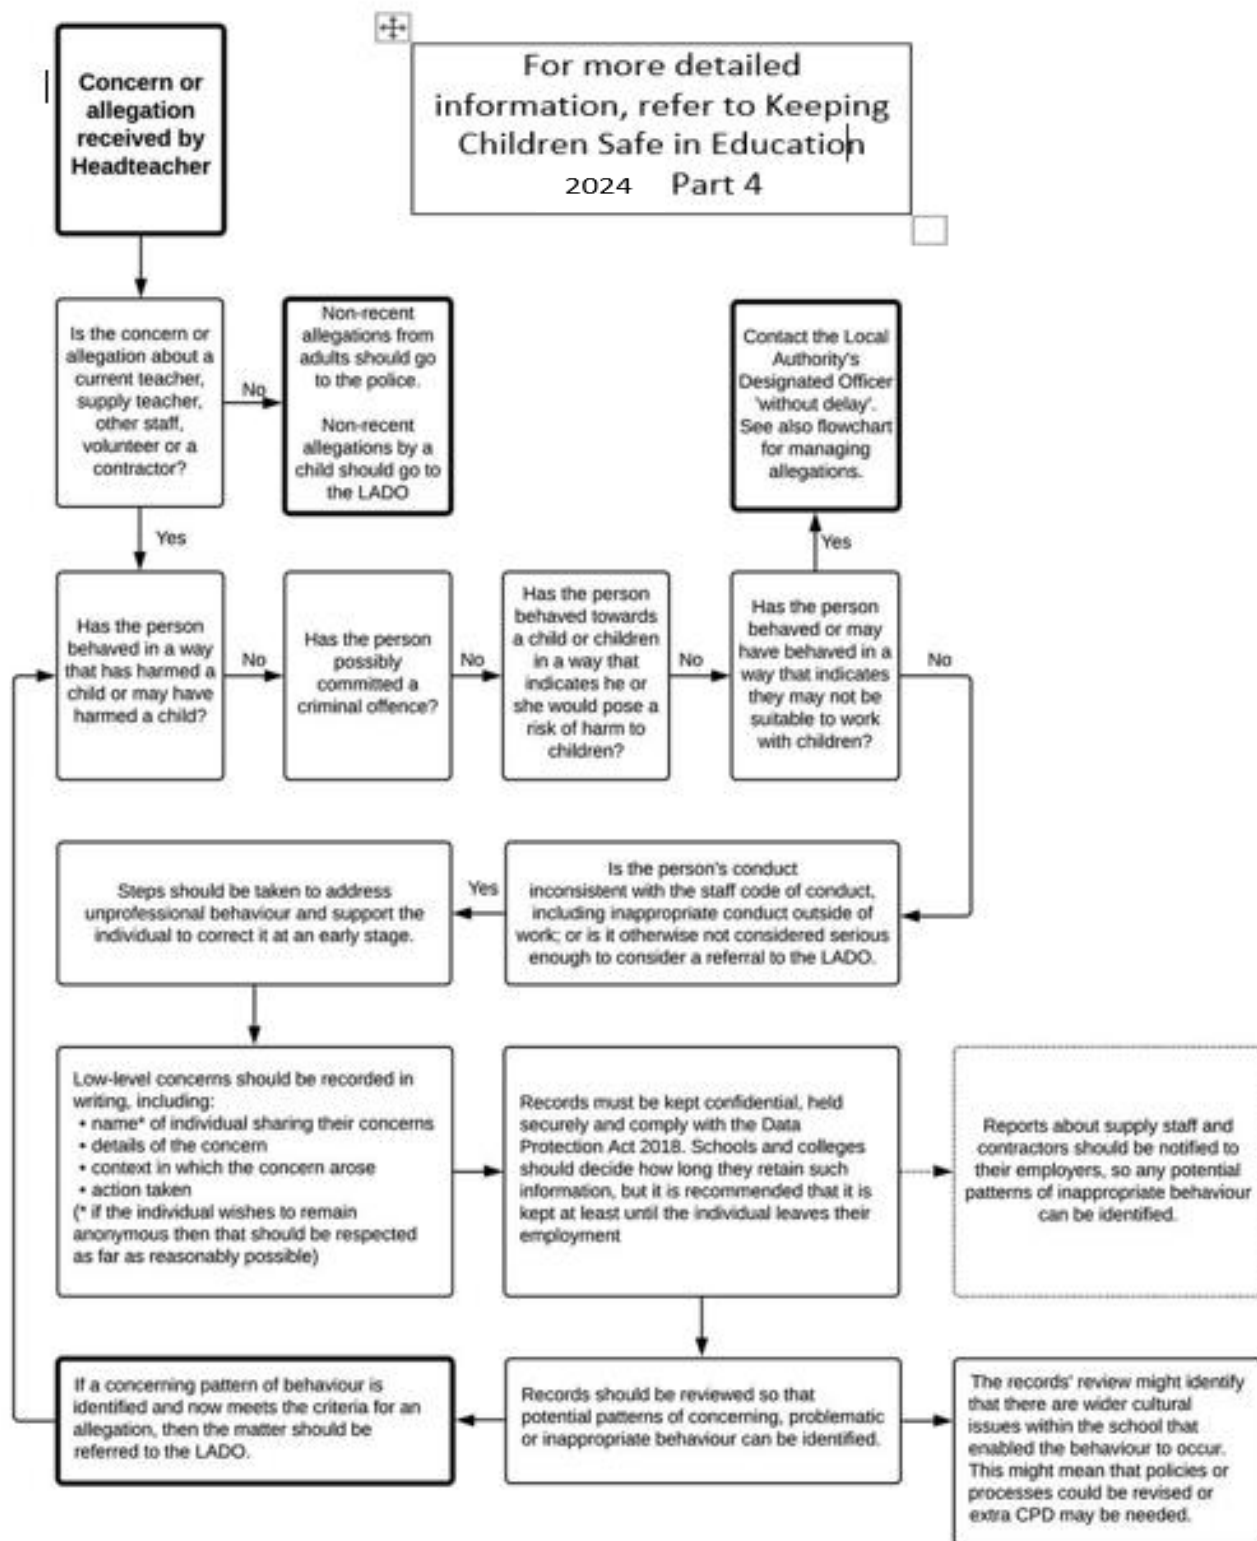 Concern or
allegation
received by
Headteacher
For more detailed
information, refer to Keeping
Children Safe in Education
2024 Part 4
Is the concern or
allegation about a
current teacher,
supply teacher,
other staff,
volunteer or a
contractor?
No
Non-recent
allegations from
adults should go
to the police.
Non-recent
allegations by a
child should go to
the LADO
Contact the Local
Authority's
Designated Officer
'without delay'.
See also flowchart
for managing
allegations.
Yes
Yes
Has the person
behaved in a way
that has harmed a
child or may have
harmed a child?
No
Has the person
possibly
committed a
criminal offence?
No
Has the person
behaved towards
a child or children
in a way that
indicates he or
she would pose a
risk of harm to
children?
No
Has the person
behaved or may
have behaved in a
way that indicates
they may not be
suitable to work
with children?
No
Is the person's conduct
inconsistent with the staff code of conduct,
including inappropriate conduct outside of
work; or is it otherwise not considered serious
enough to consider a referral to the LADO.
Yes
Steps should be taken to address
unprofessional behaviour and support the
individual to correct it at an early stage.
Low-level concerns should be recorded in
writing, including:
• name* of individual sharing their concerns
• details of the concern
• context in which the concern arose
• action taken
(* if the individual wishes to remain
anonymous then that should be respected
as far as reasonably possible)
Records must be kept confidential, held
securely and comply with the Data
Protection Act 2018. Schools and colleges
should decide how long they retain such
information, but it is recommended that it is
kept at least until the individual leaves their
employment
Reports about supply staff and
contractors should be notified to
their employers, so any potential
patterns of inappropriate behaviour
can be identified.
If a concerning pattern of behaviour is
identified and now meets the criteria for an
allegation, then the matter should be
referred to the LADO.
Records should be reviewed so that
potential patterns of concerning, problematic
or inappropriate behaviour can be identified.
The records' review might identify
that there are wider cultural
issues within the school that
enabled the behaviour to occur.
This might mean that policies or
processes could be revised or
extra CPD may be needed.